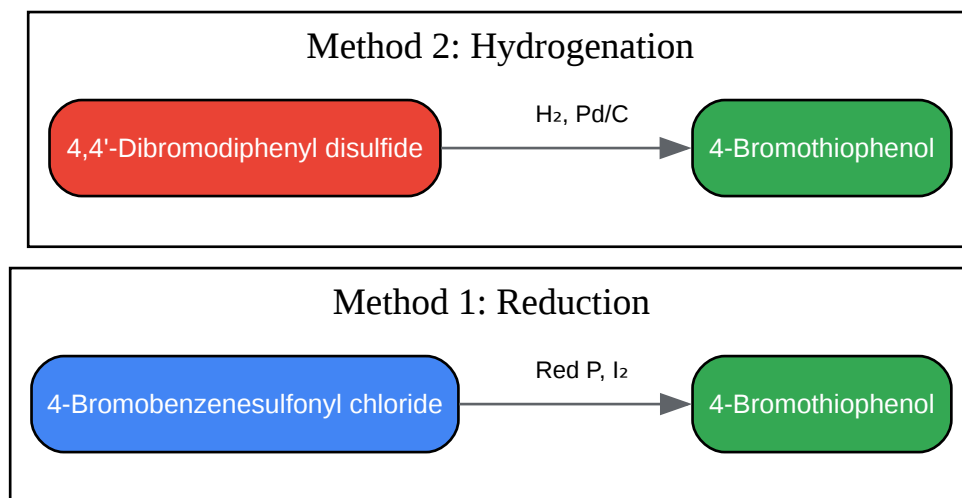 Method 2: Hydrogenation
4,4'-Dibromodiphenyl disulfide
H₂, Pd/C
4-Bromothiophenol
Method 1: Reduction
4-Bromobenzenesulfonyl chloride
Red P, I₂
4-Bromothiophenol